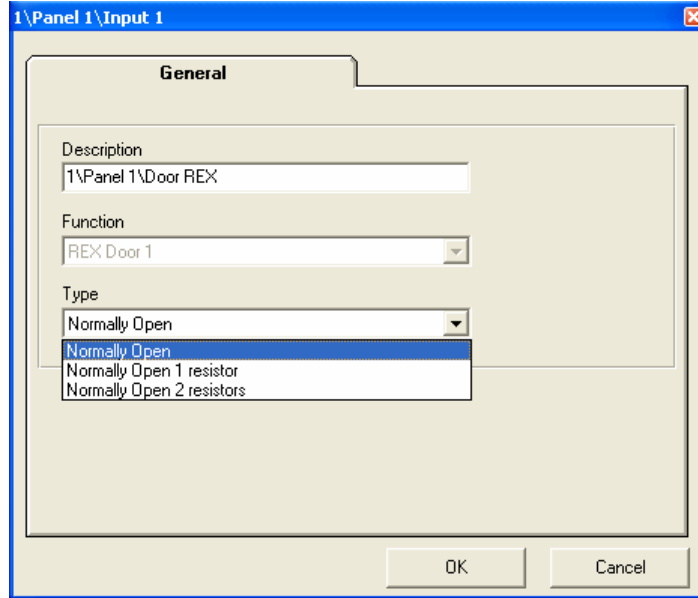 1\Panel 1\Input 1
General
Description
1\Panel 1\Door REX
Function
REX Door 1
Type
Normally Open
Normally Open
Normally Open 1 resistor
Normally Open 2 resistors
OK
Cancel